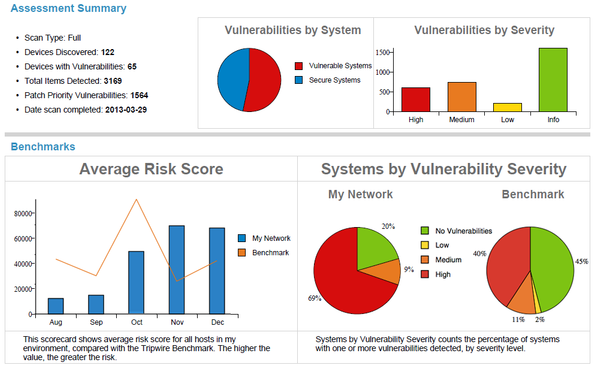 Assessment Summary
Scan Type: Full
Devices Discovered: 122
Devices with Vulnerabilities: 65
Total Items Detected: 3169
Patch Priority Vulnerabilities: 1564
Date scan completed: 2013-03-29
Vulnerabilities by System
Vulnerable Systems
Secure Systems
Vulnerabilities by Severity
1500
1000
500
0
High Medium Low Info
Benchmarks
Average Risk Score
80000
60000
40000
20000
0
Aug Sep Oct Nov Dec
My Network
Benchmark
This scorecard shows average risk score for all hosts in my
environment, compared with the Tripwire Benchmark. The higher the
value, the greater the risk.
Systems by Vulnerability Severity
My Network
20%
9%
69%
No Vulnerabilities
Low
Medium
High
Benchmark
40%
45%
11%
2%
Systems by Vulnerability Severity counts the percentage of systems
with one or more vulnerabilities detected, by severity level.